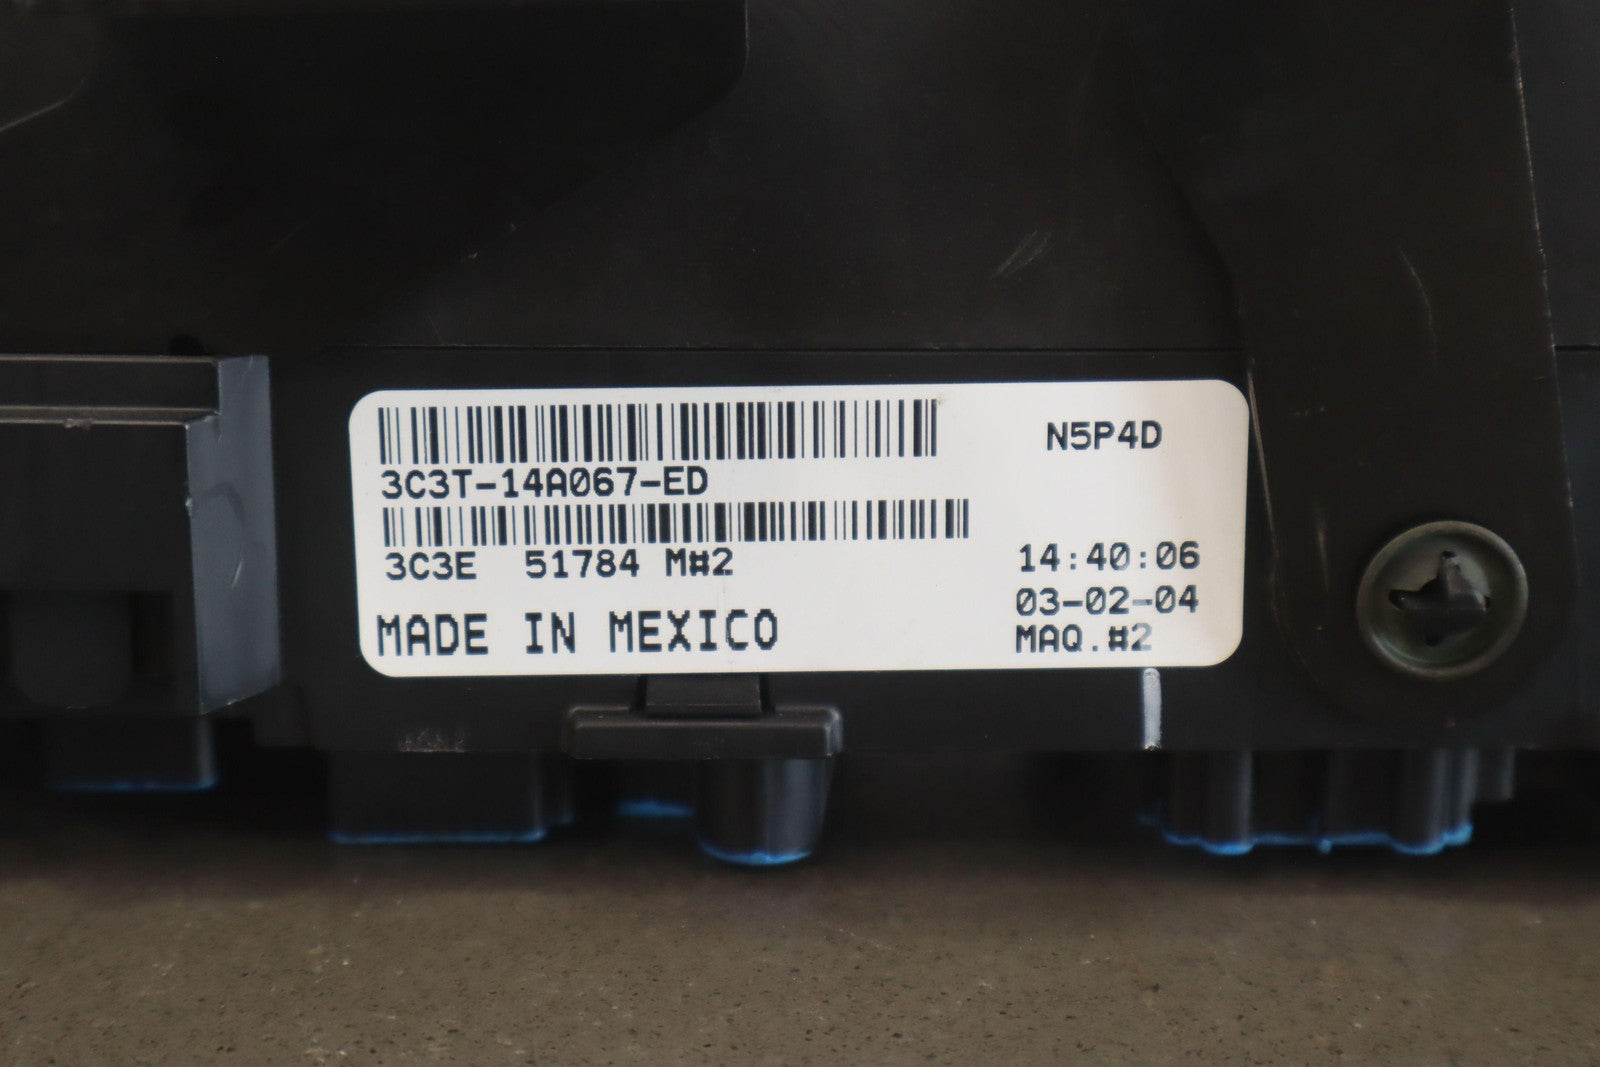 N5P4D
3C3T-14A067-ED
3C3E 51784 M#2
14:40:06
03-02-04
MADE IN MEXICO
MAQ.#2